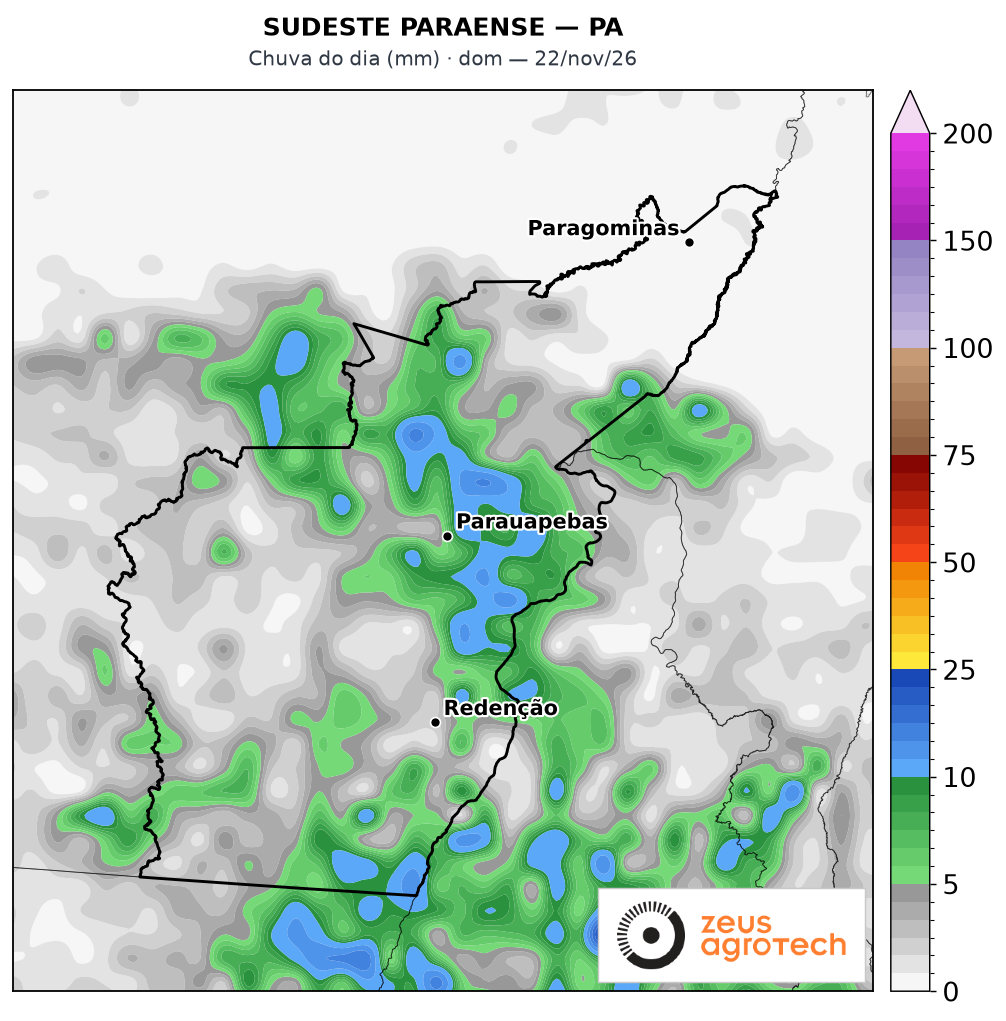 SUDESTE PARAENSE — PA
Chuva do dia (mm) · dom — 22/nov/26
Paragominas
Parauapebas
Redenção
200
150
100
75
50
25
10
5
0
zeus
agrotech